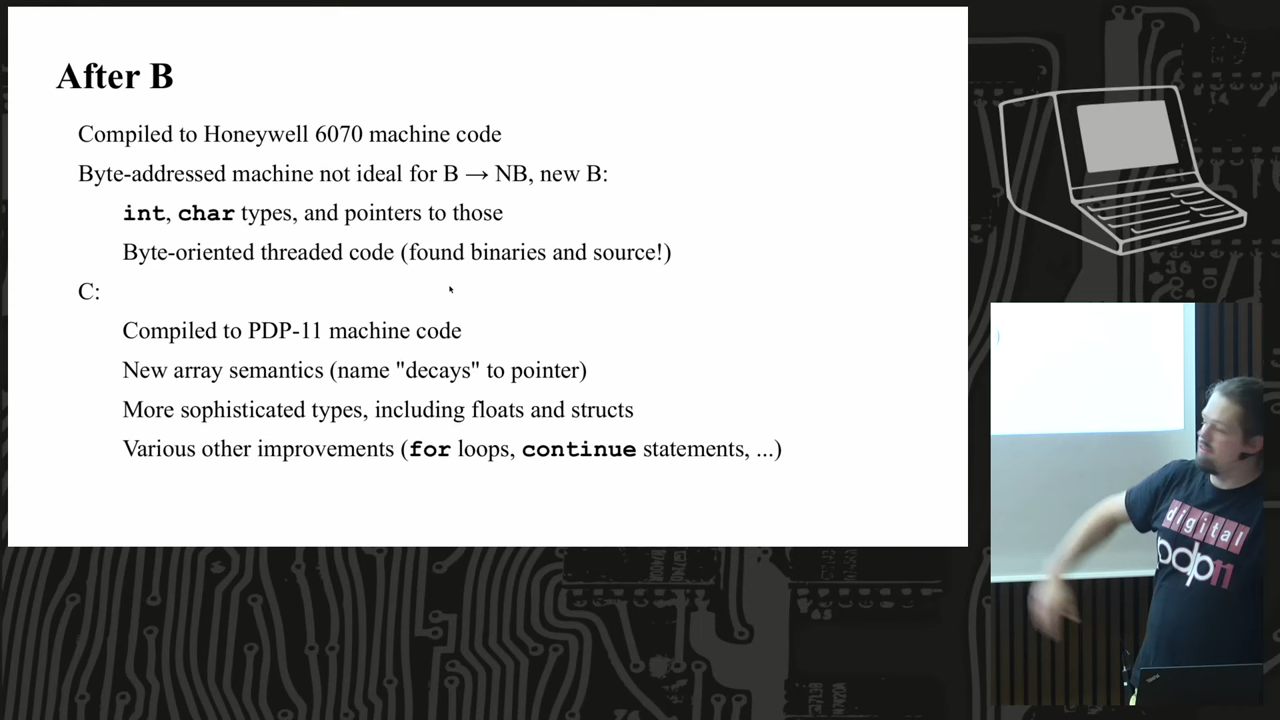 After B
Compiled to Honeywell 6070 machine code
Byte-addressed machine not ideal for B → NB, new B:
int, char types, and pointers to those
Byte-oriented threaded code (found binaries and source!)
C:
Compiled to PDP-11 machine code
New array semantics (name "decays" to pointer)
More sophisticated types, including floats and structs
Various other improvements (for loops, continue statements, ...)
digital
pdp11